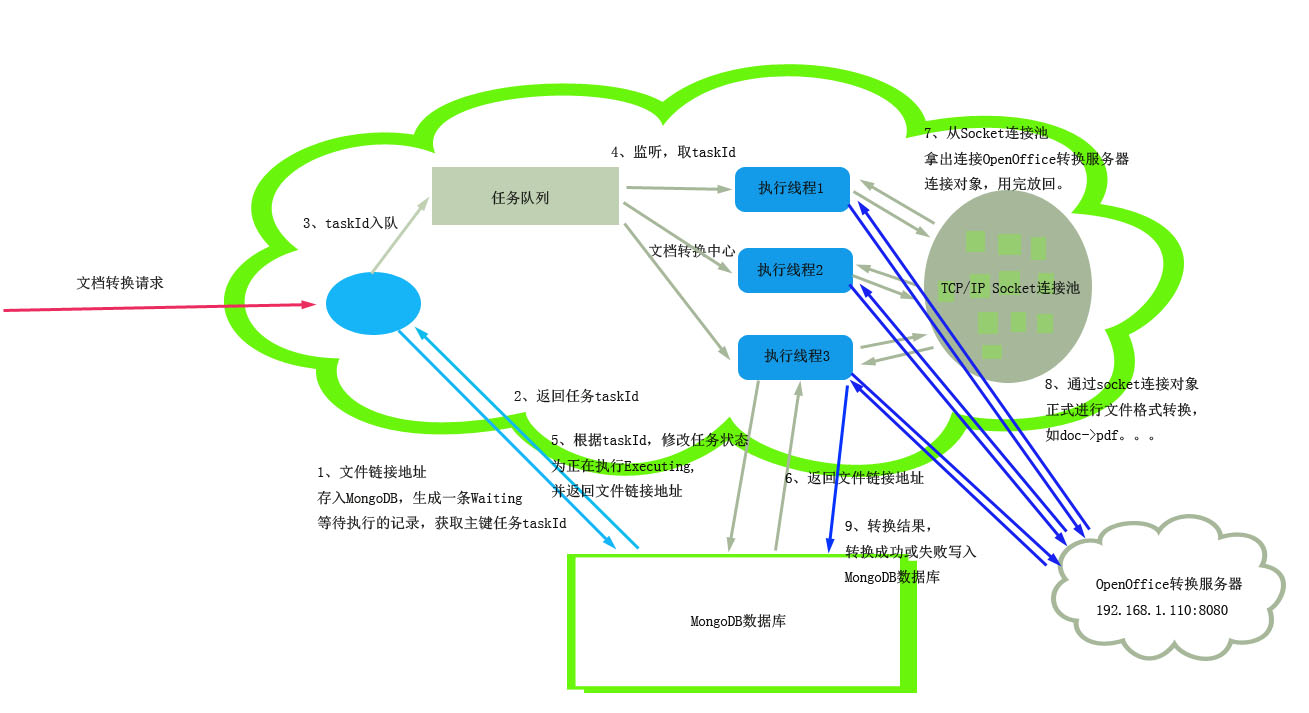 7、从Socket连接池
拿出连接OpenOffice转换服务器
连接对象，用完放回。
4、监听，取taskId
任务队列
执行线程1
3、taskId入队
文档转换中心
执行线程2
文档转换请求
TCP/IP Socket连接池
执行线程3
8、通过socket连接对象
正式进行文件格式转换，
如doc->pdf。。。
2、返回任务taskId
5、根据taskId，修改任务状态
为正在执行Executing,
并返回文件链接地址
1、文件链接地址
存入MongoDB，生成一条Waiting
等待执行的记录，获取主键任务taskId
6、返回文件链接地址
9、转换结果，
转换成功或失败写入
MongoDB数据库
MongoDB数据库
OpenOffice转换服务器
192.168.1.110:8080